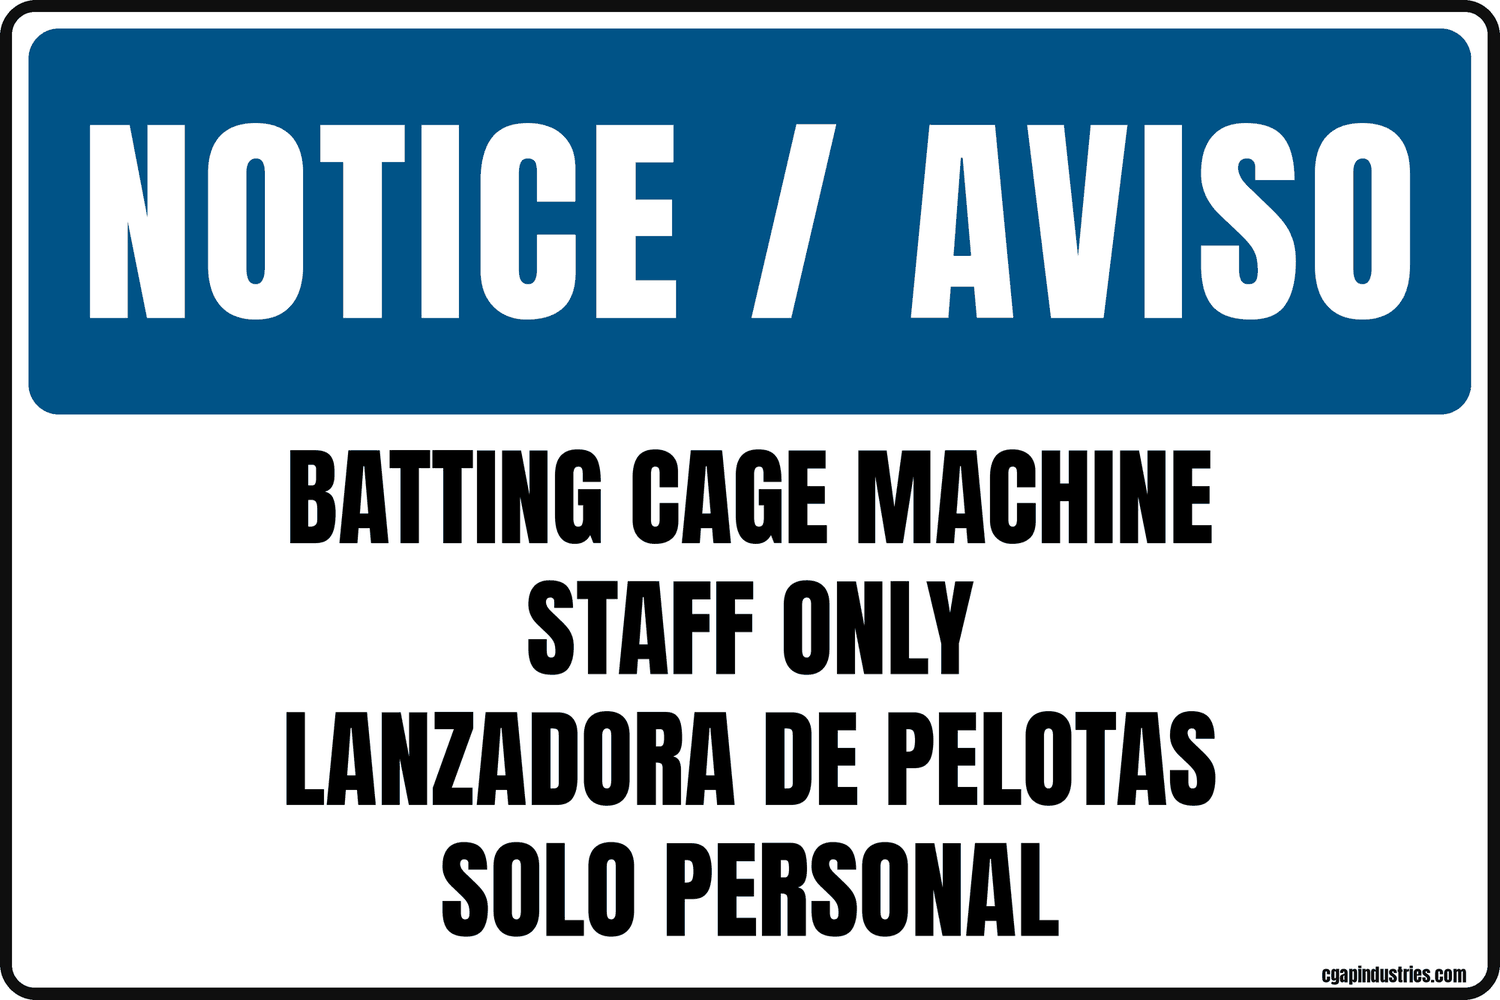 NOTICE / AVISO
BATTING CAGE MACHINE
STAFF ONLY
LANZADORA DE PELOTAS
SOLO PERSONAL
cgapindustries.com